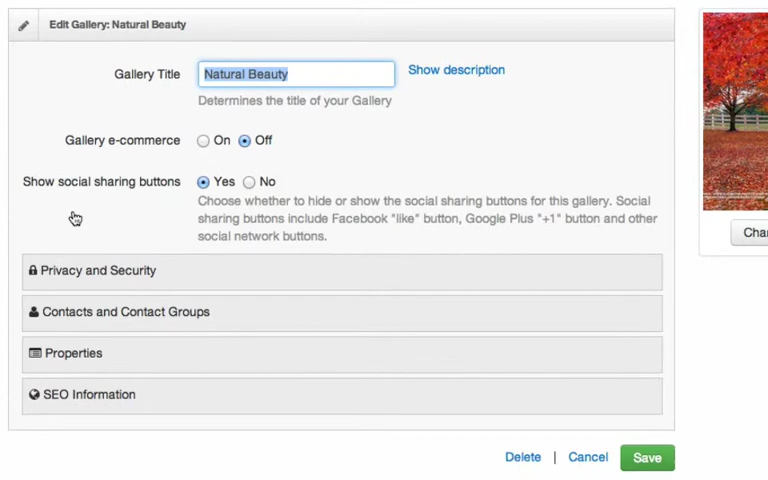 Edit Gallery: Natural Beauty
Gallery Title Natural Beauty Show description
Determines the title of your Gallery
Gallery e-commerce On Off
Show social sharing buttons Yes No
Choose whether to hide or show the social sharing buttons for this gallery. Social
sharing buttons include Facebook "like" button, Google Plus "+1" button and other
social network buttons.
Privacy and Security
Contacts and Contact Groups
Properties
SEO Information
Delete | Cancel Save